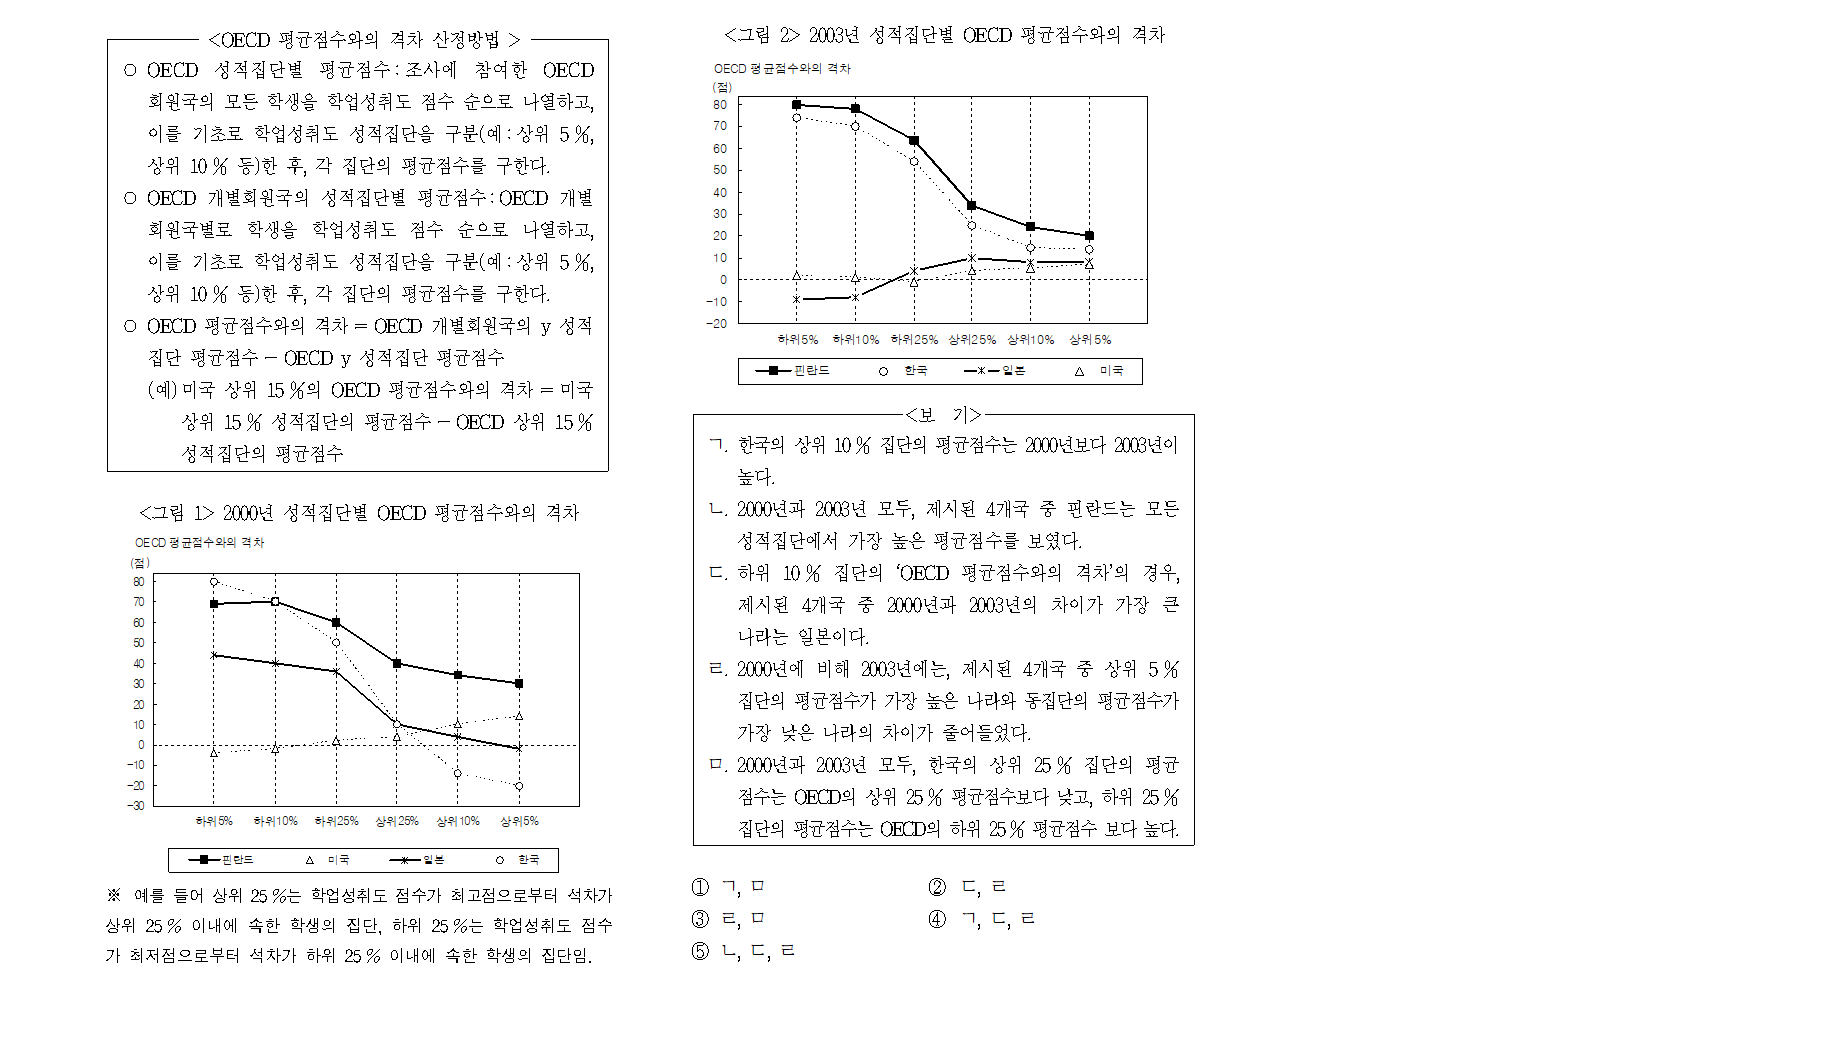 <OECD 평균점수와의 격차 산정방법 >
○ OECD 성적집단별 평균점수 : 조사에 참여한 OECD
회원국의 모든 학생을 학업성취도 점수 순으로 나열하고,
이를 기초로 학업성취도 성적집단을 구분(예 : 상위 5 %,
상위 10 % 등)한 후, 각 집단의 평균점수를 구한다.
○ OECD 개별회원국의 성적집단별 평균점수 : OECD 개별
회원국별로 학생을 학업성취도 점수 순으로 나열하고,
이를 기초로 학업성취도 성적집단을 구분(예 : 상위 5 %,
상위 10 % 등)한 후, 각 집단의 평균점수를 구한다.
○ OECD 평균점수와의 격차 = OECD 개별회원국의 y 성적
집단 평균점수 - OECD y 성적집단 평균점수
(예) 미국 상위 15 %의 OECD 평균점수와의 격차 = 미국
상위 15 % 성적집단의 평균점수 - OECD 상위 15 %
성적집단의 평균점수
<그림 1> 2000년 성적집단별 OECD 평균점수와의 격차
OECD 평균점수와의 격차
(점)
80
70
60
50
40
30
20
10
0
-10
-20
-30
하위5% 하위10% 하위25% 상위25% 상위10% 상위5%
핀란드 미국 일본 한국
※ 예를 들어 상위 25 %는 학업성취도 점수가 최고점으로부터 석차가
상위 25 % 이내에 속한 학생의 집단, 하위 25 %는 학업성취도 점수
가 최저점으로부터 석차가 하위 25 % 이내에 속한 학생의 집단임.
<그림 2> 2003년 성적집단별 OECD 평균점수와의 격차
OECD 평균점수와의 격차
(점)
80
70
60
50
40
30
20
10
0
-10
-20
하위5% 하위10% 하위25% 상위25% 상위10% 상위5%
핀란드 한국 일본 미국
<보 기>
ㄱ. 한국의 상위 10 % 집단의 평균점수는 2000년보다 2003년이
높다.
ㄴ. 2000년과 2003년 모두, 제시된 4개국 중 핀란드는 모든
성적집단에서 가장 높은 평균점수를 보였다.
ㄷ. 하위 10 % 집단의 ‘OECD 평균점수와의 격차’의 경우,
제시된 4개국 중 2000년과 2003년의 차이가 가장 큰
나라는 일본이다.
ㄹ. 2000년에 비해 2003년에는, 제시된 4개국 중 상위 5 %
집단의 평균점수가 가장 높은 나라와 동집단의 평균점수가
가장 낮은 나라의 차이가 줄어들었다.
ㅁ. 2000년과 2003년 모두, 한국의 상위 25 % 집단의 평균
점수는 OECD의 상위 25 % 평균점수보다 낮고, 하위 25 %
집단의 평균점수는 OECD의 하위 25 % 평균점수 보다 높다.
① ㄱ, ㅁ ② ㄷ, ㄹ
③ ㄹ, ㅁ ④ ㄱ, ㄷ, ㄹ
⑤ ㄴ, ㄷ, ㄹ